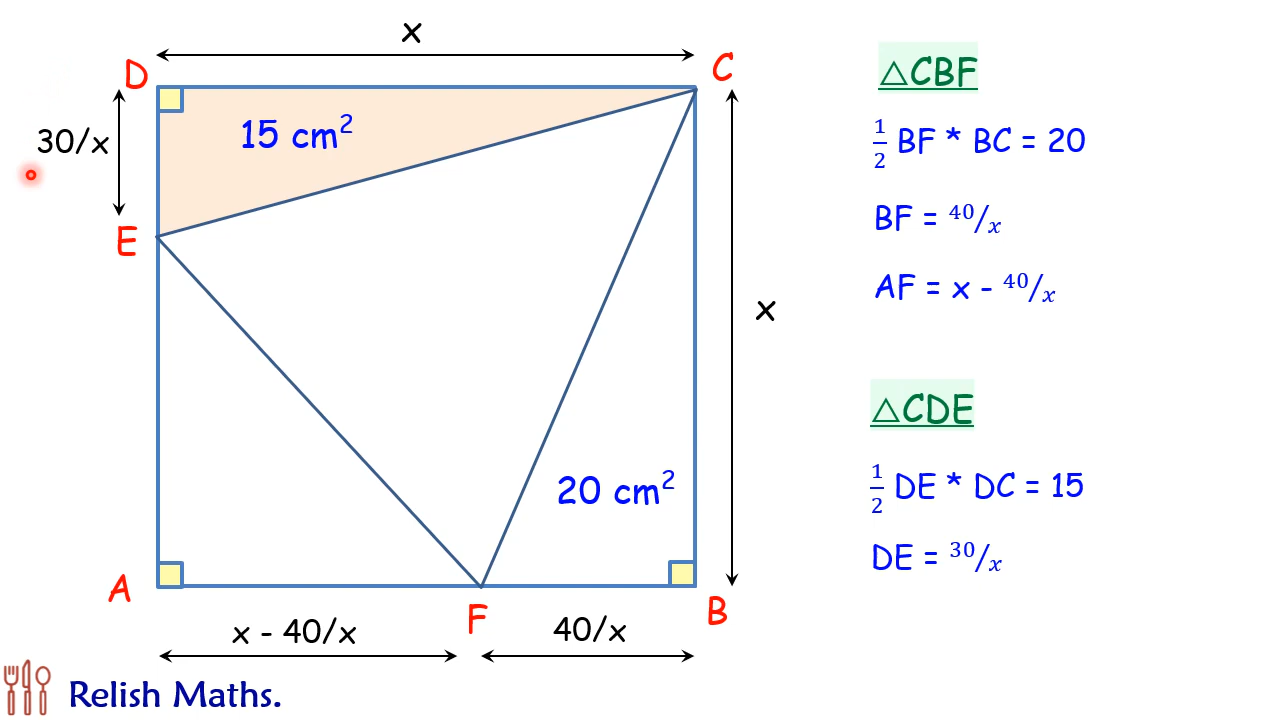 x
D
C
△CBF
30/x
15 cm²
½ BF * BC = 20
BF = ⁴⁰/ₓ
E
AF = x - ⁴⁰/ₓ
x
△CDE
20 cm²
½ DE * DC = 15
DE = ³⁰/ₓ
A
F
B
x - 40/x
40/x
Relish Maths.